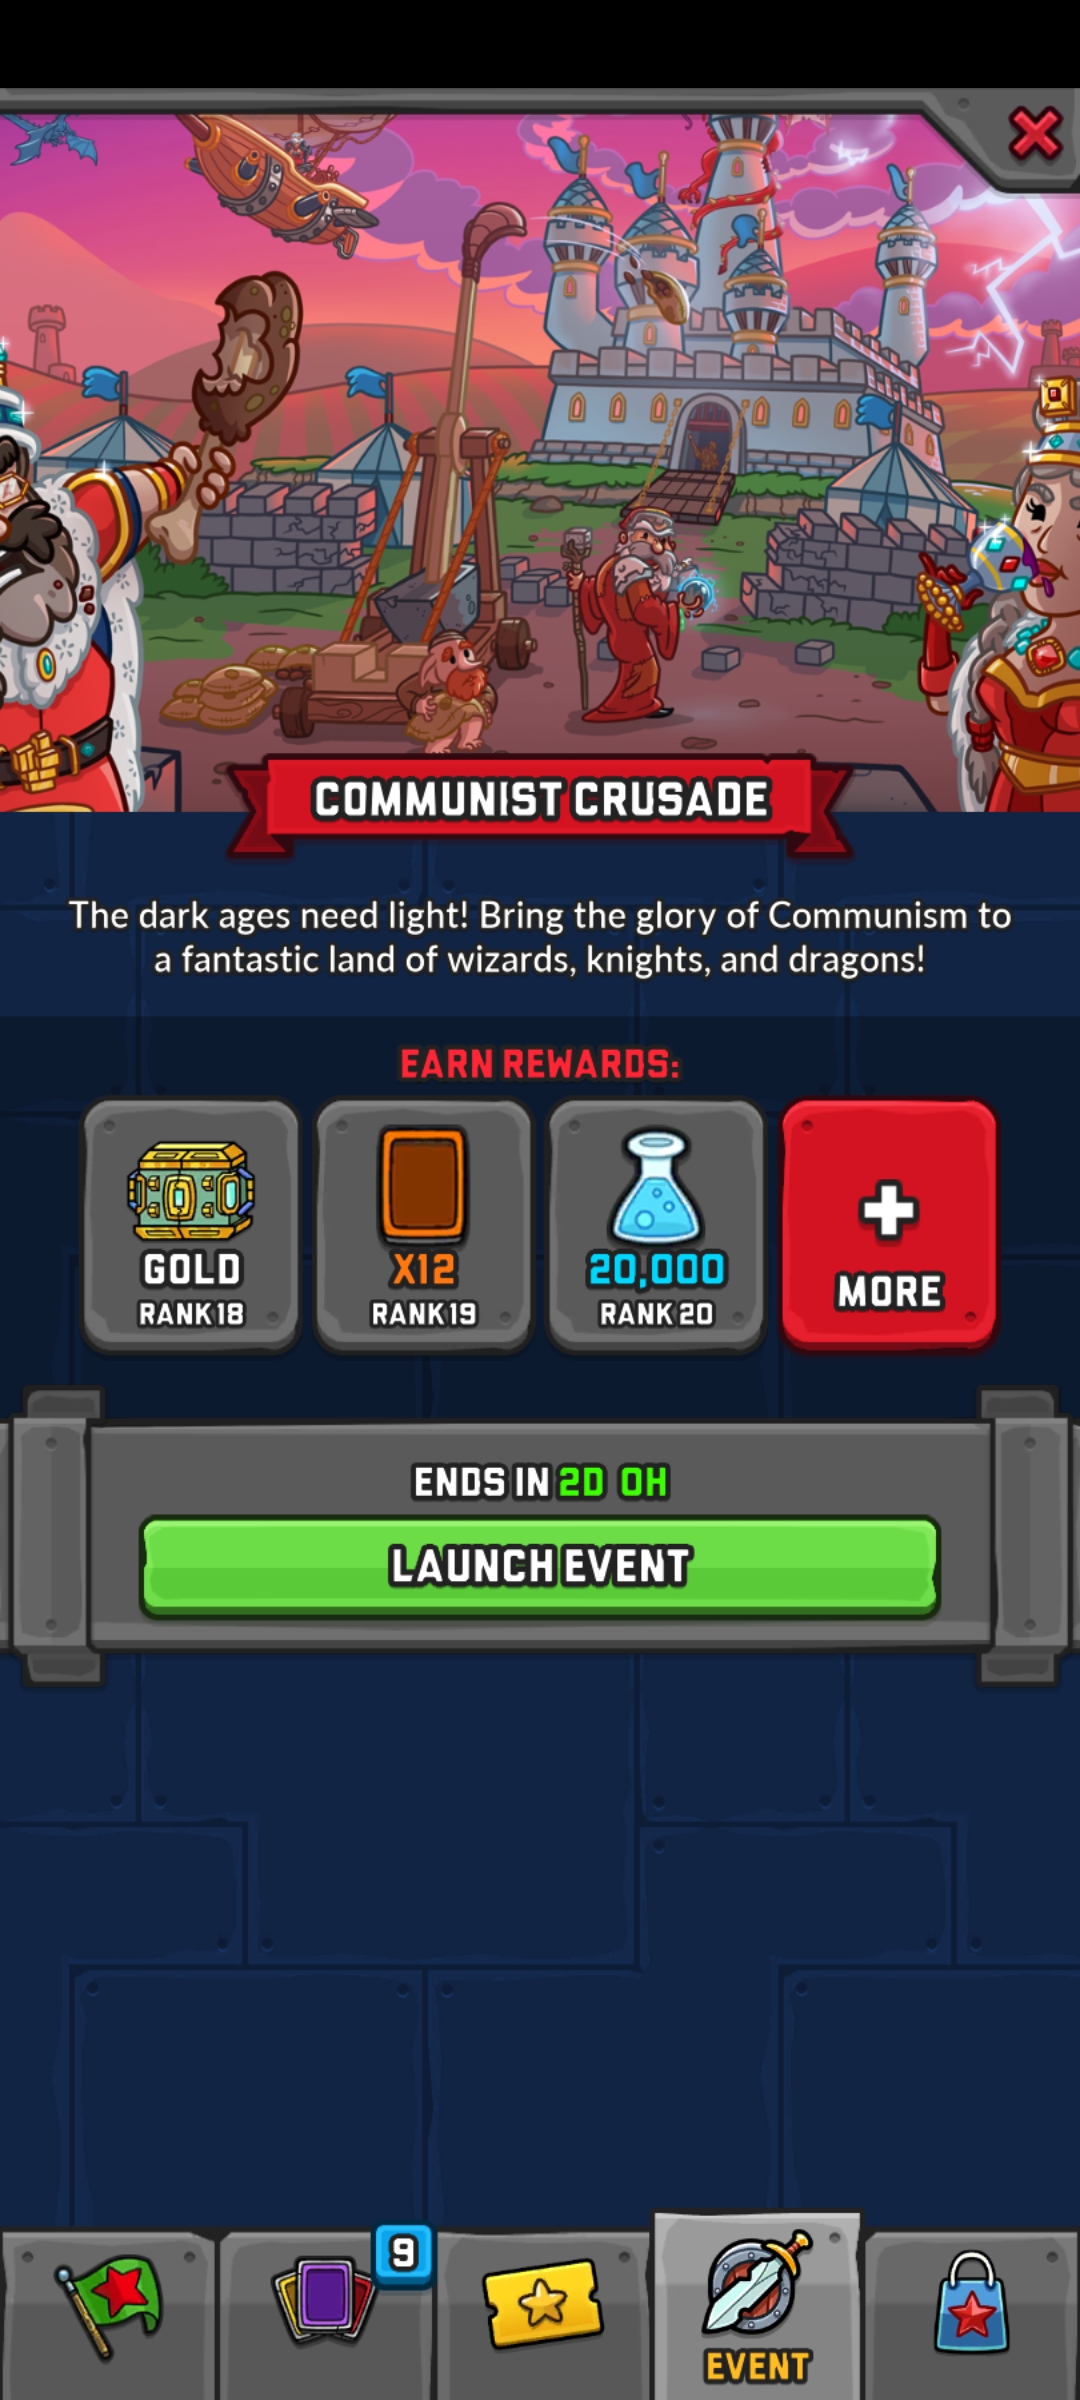 COMMUNIST CRUSADE
The dark ages need light! Bring the glory of Communism to
a fantastic land of wizards, knights, and dragons!
EARN REWARDS:
GOLD
RANK 18
X12
RANK 19
20,000
RANK 20
MORE
ENDS IN 2D 0H
LAUNCH EVENT
9
EVENT